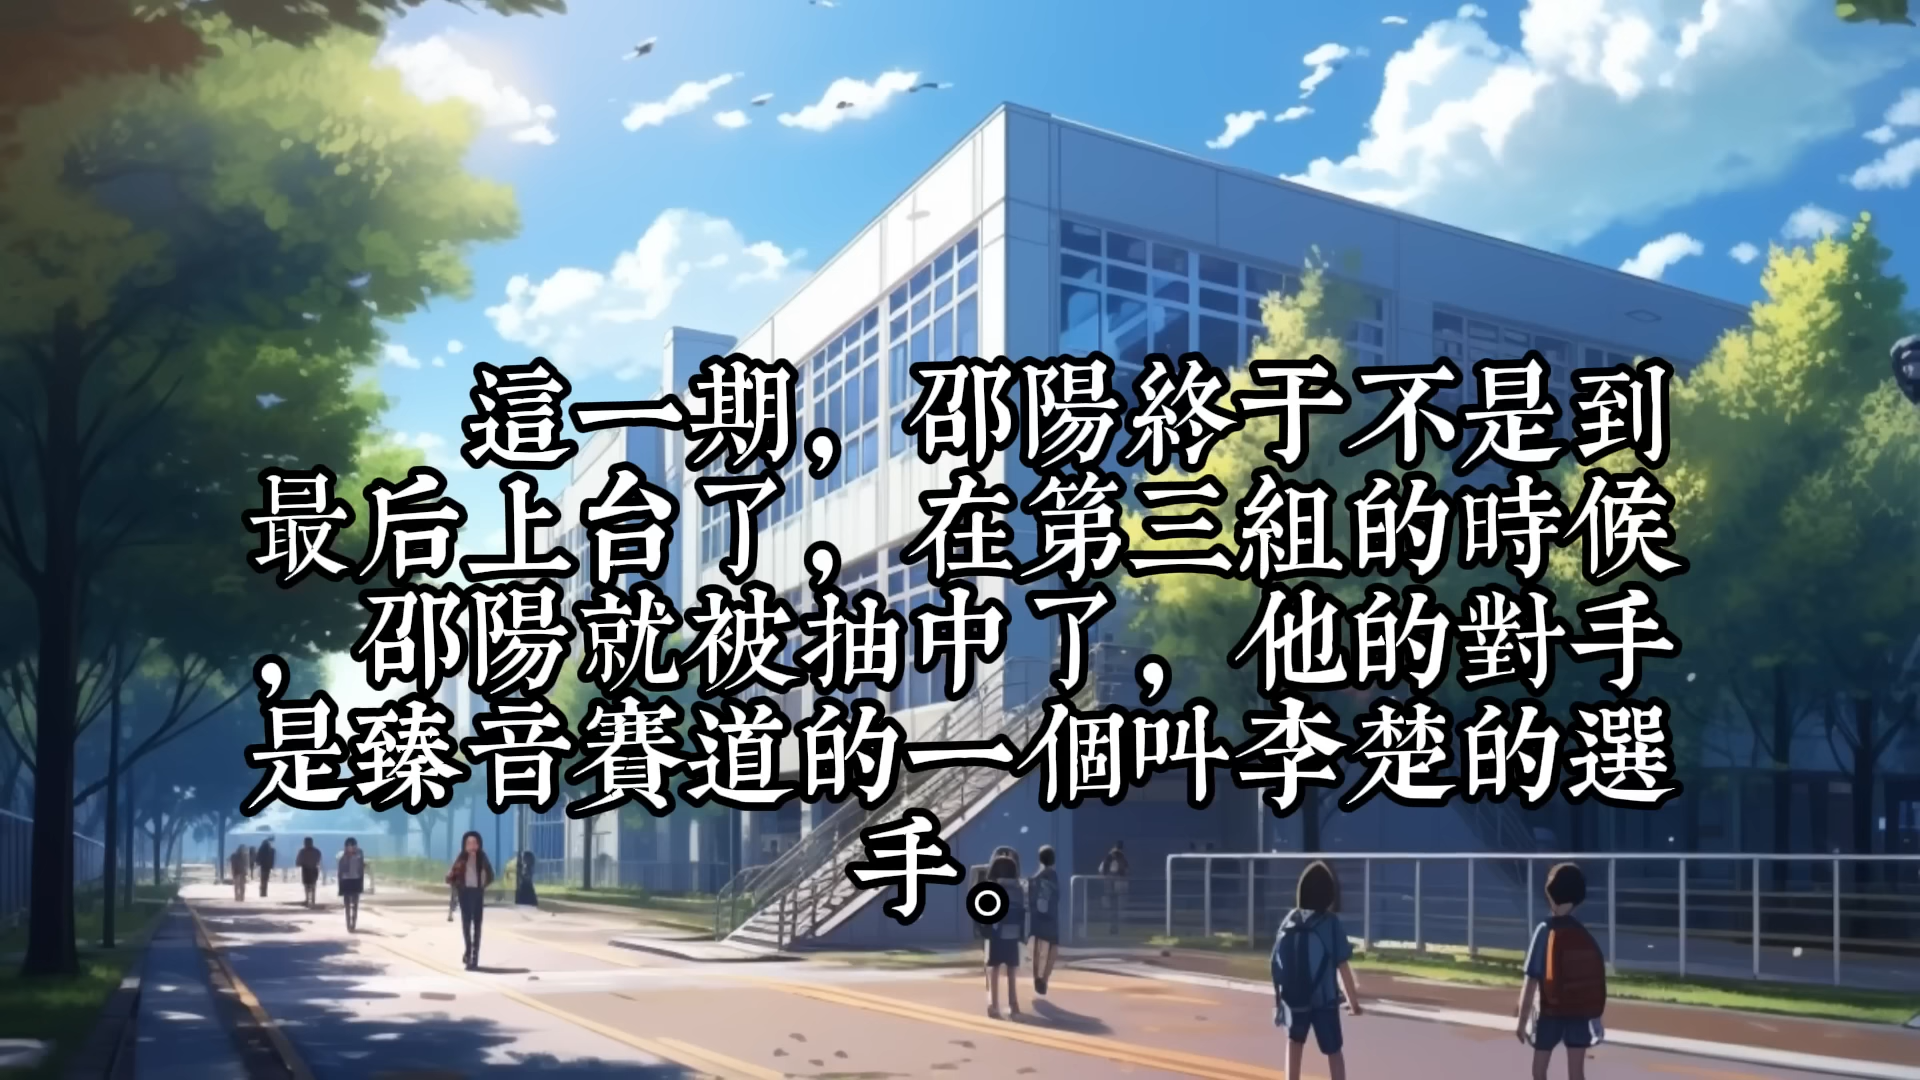 這一期，邵陽終于不是到
最后上台了，在第三組的時候
，邵陽就被抽中了，他的對手
是臻音賽道的一個叫李楚的選
手。